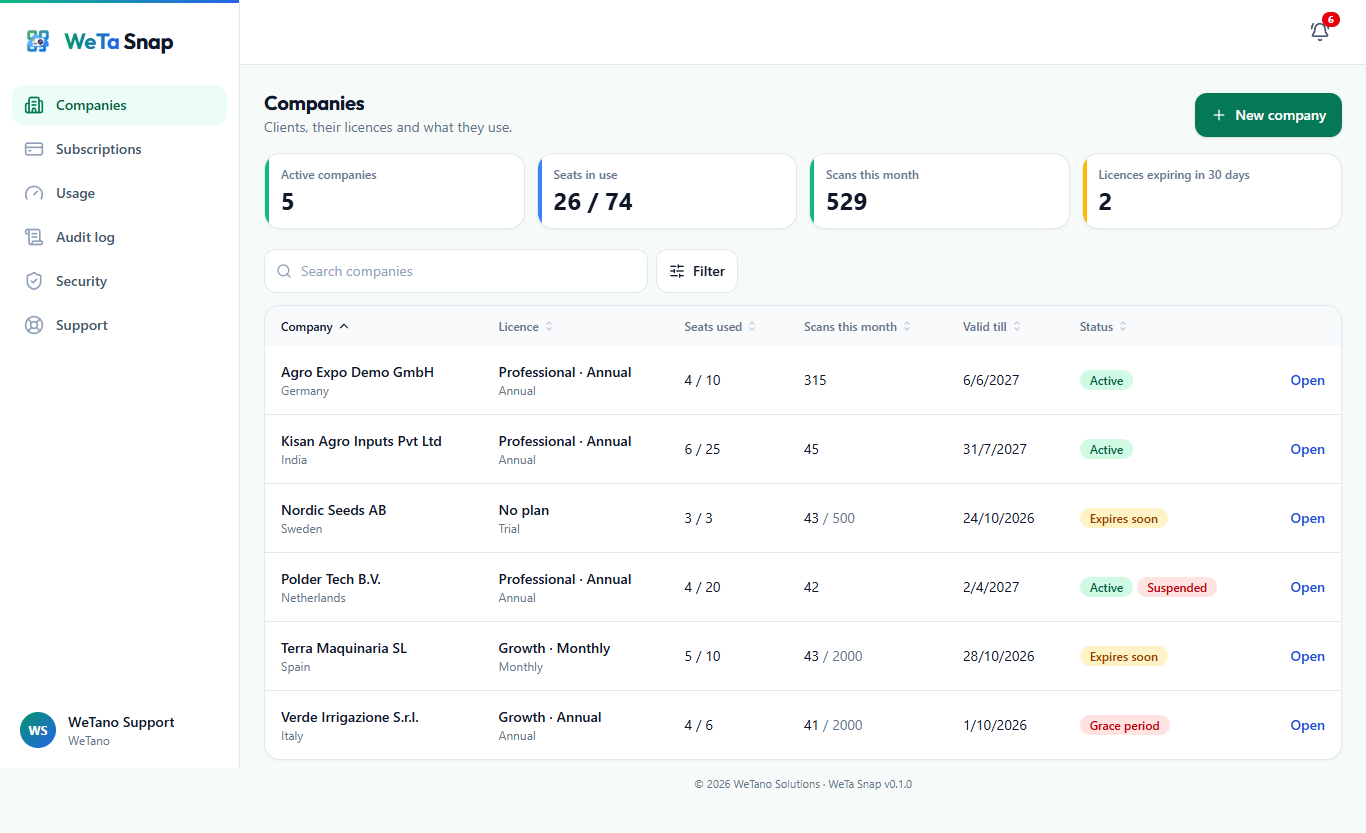 WeTa Snap
6
Companies
Subscriptions
Usage
Audit log
Security
Support
WS
WeTano Support
WeTano
Companies
Clients, their licences and what they use.
New company
Active companies
5
Seats in use
26 / 74
Scans this month
529
Licences expiring in 30 days
2
Search companies
Filter
Company Licence Seats used Scans this month Valid till Status
Agro Expo Demo GmbH Professional · Annual 4 / 10 315 6/6/2027 Active Open
Germany Annual
Kisan Agro Inputs Pvt Ltd Professional · Annual 6 / 25 45 31/7/2027 Active Open
India Annual
Nordic Seeds AB No plan 3 / 3 43 / 500 24/10/2026 Expires soon Open
Sweden Trial
Polder Tech B.V. Professional · Annual 4 / 20 42 2/4/2027 Active Suspended Open
Netherlands Annual
Terra Maquinaria SL Growth · Monthly 5 / 10 43 / 2000 28/10/2026 Expires soon Open
Spain Monthly
Verde Irrigazione S.r.l. Growth · Annual 4 / 6 41 / 2000 1/10/2026 Grace period Open
Italy Annual
© 2026 WeTano Solutions · WeTa Snap v0.1.0